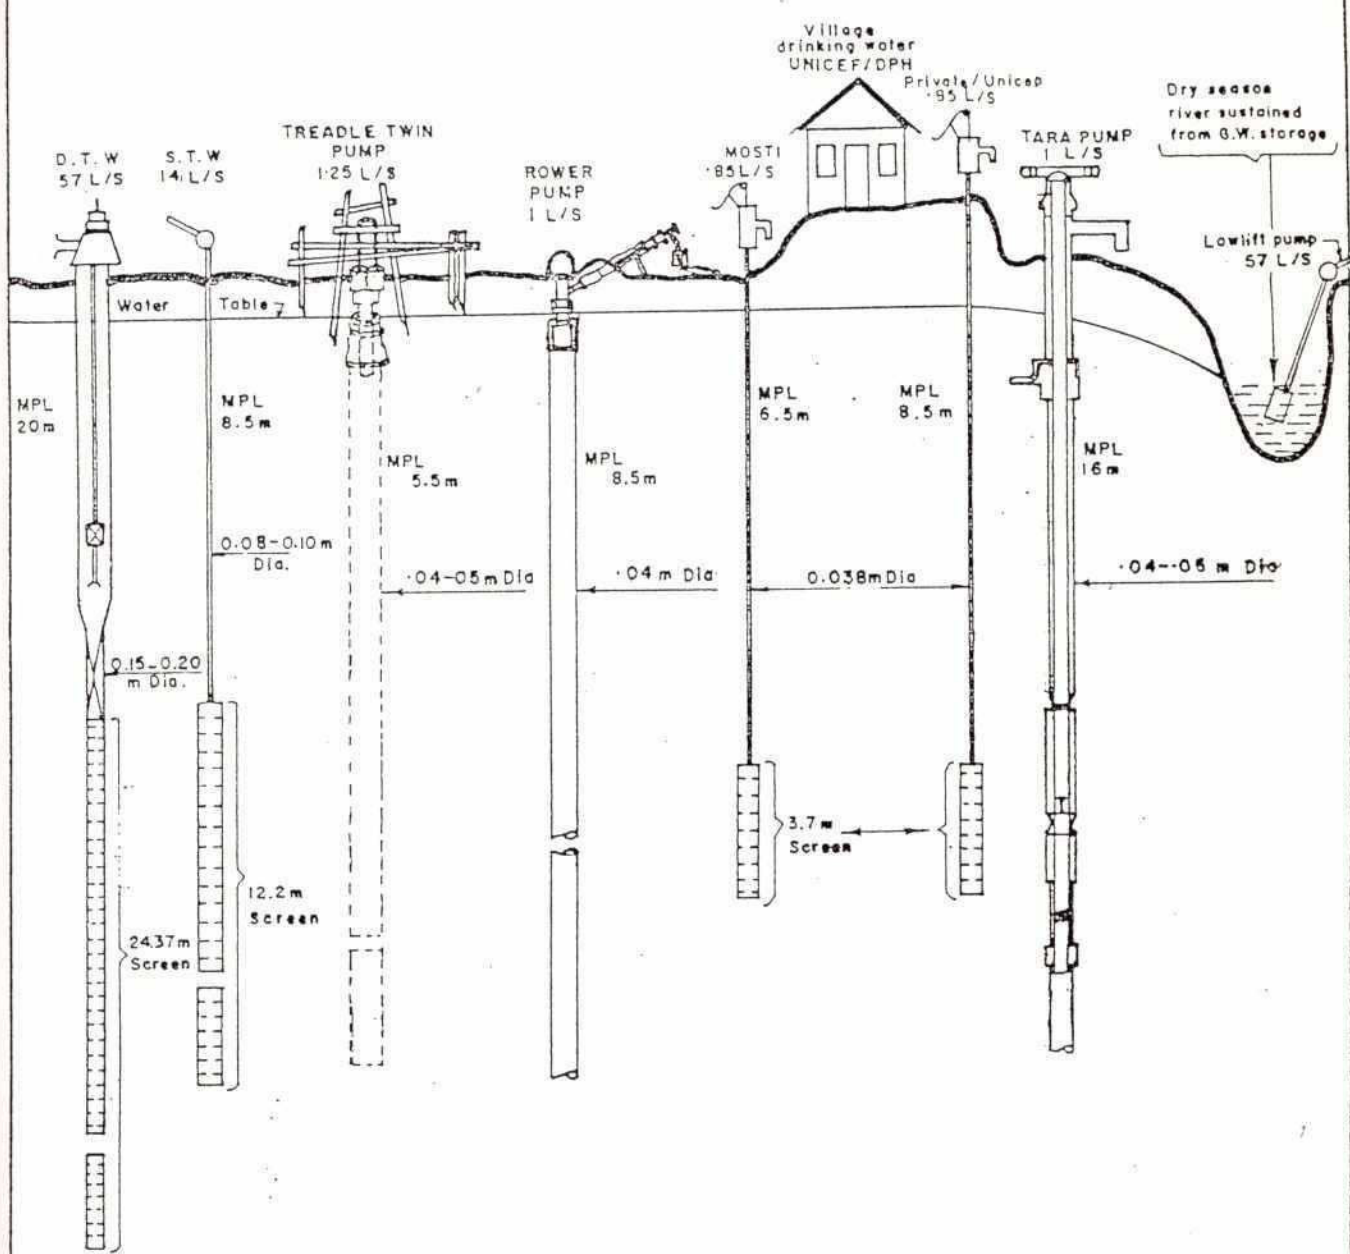 Village
drinking water
UNICEF/DPH
Private/Unicep
·85 L/S
Dry season
river sustained
from G.W. storage
D.T.W
57 L/S
S.T.W
14 L/S
TREADLE TWIN
PUMP
1·25 L/S
ROWER
PUMP
1 L/S
MOSTI
·85 L/S
TARA PUMP
1 L/S
Lowlift pump
57 L/S
Water Table
MPL
20m
MPL
8.5m
MPL
5.5m
MPL
8.5m
MPL
6.5m
MPL
8.5m
MPL
16m
0.08-0.10m
Dia.
·04-05m Dia
·04 m Dia
0.038m Dia
·04-·05 m Dia
0.15-0.20
m Dia.
3.7m
Screen
12.2m
Screen
24.37m
Screen